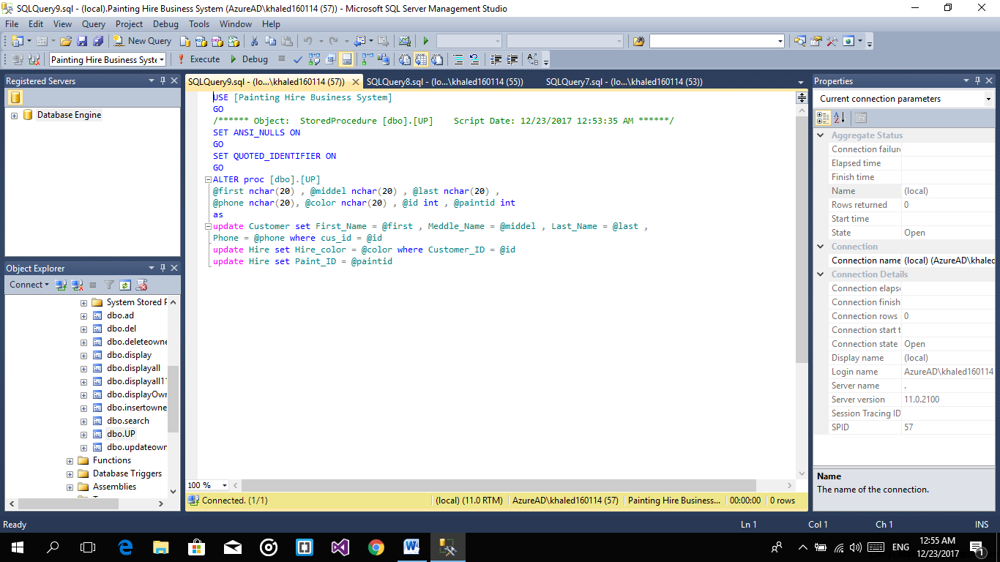 SQLQuery9.sql - (local).Painting Hire Business System (AzureAD\khaled160114 (57)) - Microsoft SQL Server Management Studio
File Edit View Query Project Debug Tools Window Help
New Query
Painting Hire Business Syste Execute Debug
Registered Servers
Database Engine
Object Explorer
Connect
System Stored P
dbo.ad
dbo.del
dbo.deleteowne
dbo.display
dbo.displayall
dbo.displayall1
dbo.displayOwn
dbo.insertowne
dbo.search
dbo.UP
dbo.updateown
Functions
Database Triggers
Assemblies
SQLQuery9.sql - (lo...\khaled160114 (57)) SQLQuery8.sql - (lo...\khaled160114 (55)) SQLQuery7.sql - (lo...\khaled160114 (53))
USE [Painting Hire Business System]
GO
/****** Object:  StoredProcedure [dbo].[UP]    Script Date: 12/23/2017 12:53:35 AM ******/
SET ANSI_NULLS ON
GO
SET QUOTED_IDENTIFIER ON
GO
ALTER proc [dbo].[UP]
@first nchar(20) , @middel nchar(20) , @last nchar(20) ,
@phone nchar(20), @color nchar(20) , @id int , @paintid int
as
update Customer set First_Name = @first , Meddle_Name = @middel , Last_Name = @last ,
Phone = @phone where cus_id = @id
update Hire set Hire_color = @color where Customer_ID = @id
update Hire set Paint_ID = @paintid
100 %
Connected. (1/1) (local) (11.0 RTM) AzureAD\khaled160114 (57) Painting Hire Business... 00:00:00 0 rows
Properties
Current connection parameters
Aggregate Status
Connection failure
Elapsed time
Finish time
Name (local)
Rows returned 0
Start time
State Open
Connection
Connection name (local) (AzureAD\khaled
Connection Details
Connection elapse
Connection finish
Connection rows 0
Connection start t
Connection state Open
Display name (local)
Login name AzureAD\khaled160114
Server name .
Server version 11.0.2100
Session Tracing ID
SPID 57
Name
The name of the connection.
Ready Ln 1 Col 1 Ch 1 INS
ENG 12:55 AM
12/23/2017
1